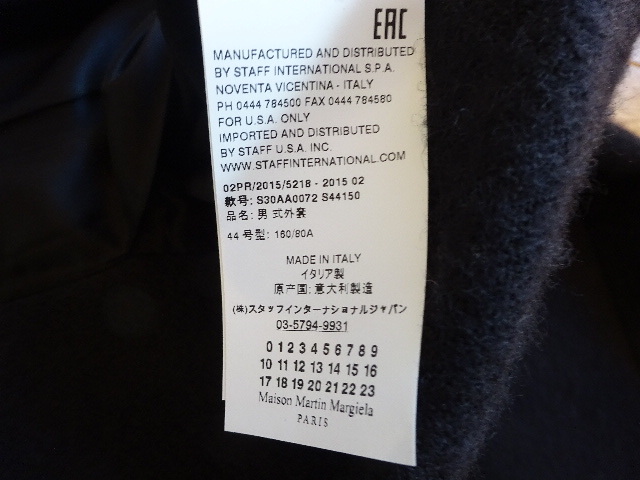 EAC
MANUFACTURED AND DISTRIBUTED
BY STAFF INTERNATIONAL S.P.A.
NOVENTA VICENTINA - ITALY
PH 0444 784500 FAX 0444 784580
FOR U.S.A. ONLY
IMPORTED AND DISTRIBUTED
BY STAFF U.S.A. INC.
WWW.STAFFINTERNATIONAL.COM
02PR/2015/5218 - 2015 02
款号: S30AA0072 S44150
品名: 男式外套
44 号型: 160/80A
MADE IN ITALY
イタリア製
原产国: 意大利製造
(株)スタッフインターナショナルジャパン
03-5794-9931
0 1 2 3 4 5 6 7 8 9
10 11 12 13 14 15 16
17 18 19 20 21 22 23
Maison Martin Margiela
PARIS